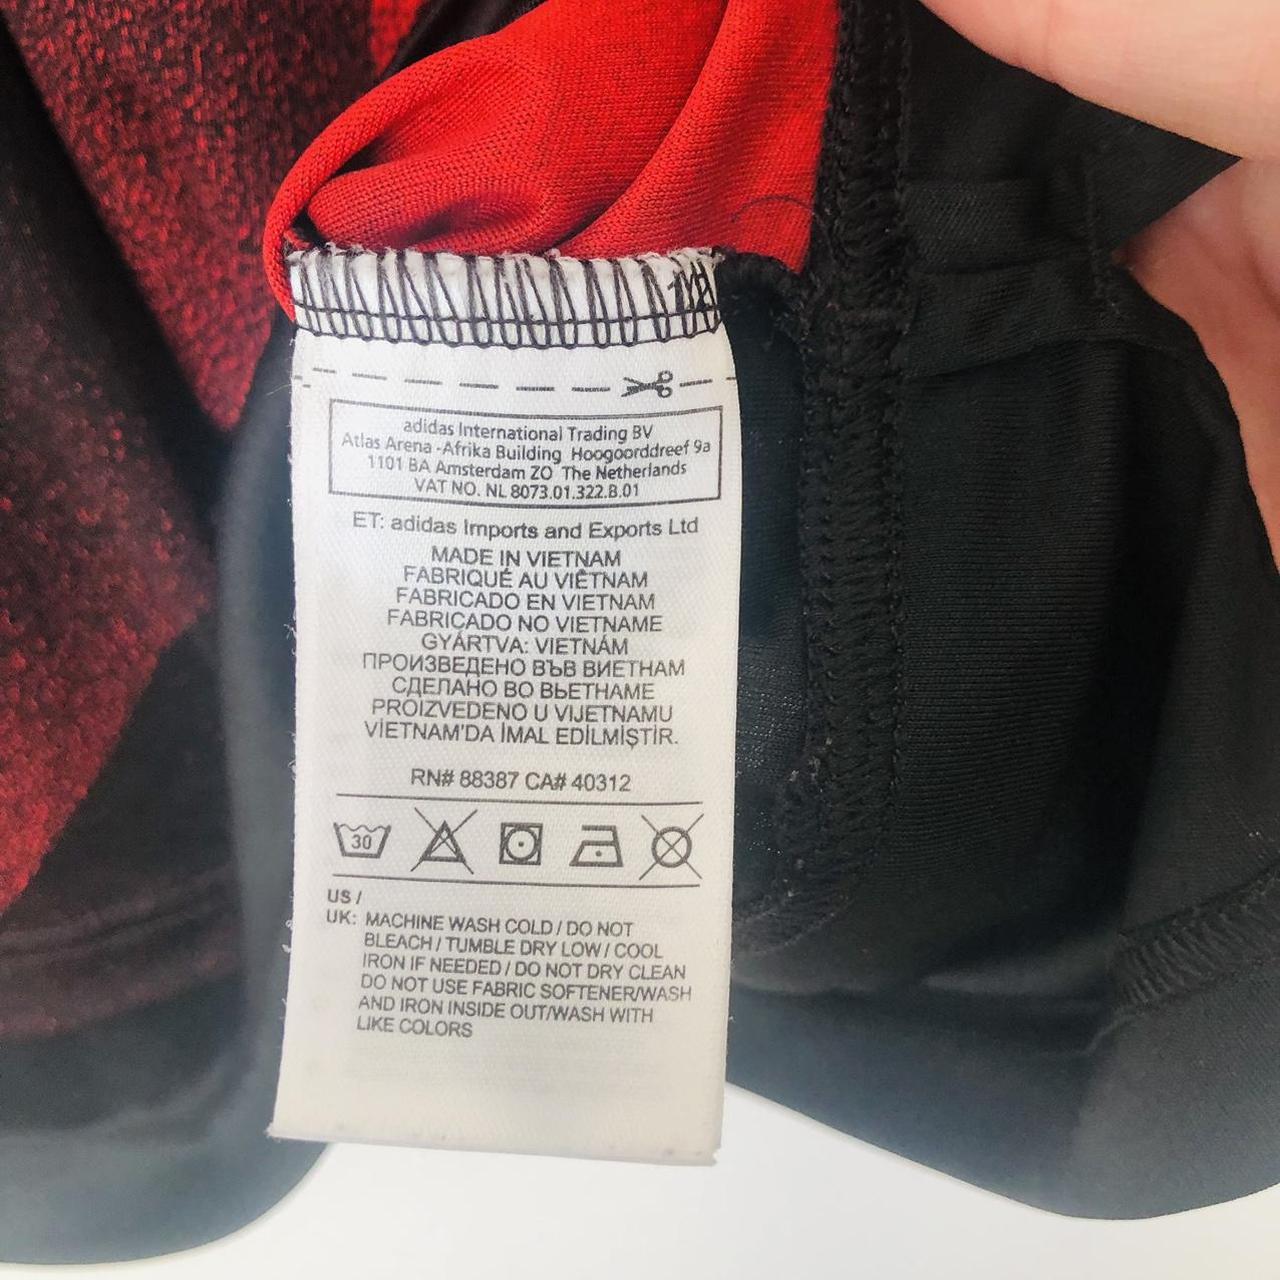 1/2
adidas International Trading BV
Atlas Arena -Afrika Building Hoogoorddreef 9a
1101 BA Amsterdam ZO The Netherlands
VAT NO. NL 8073.01.322.B.01
ET: adidas Imports and Exports Ltd
MADE IN VIETNAM
FABRIQUÉ AU VIÊTNAM
FABRICADO EN VIETNAM
FABRICADO NO VIETNAME
GYÁRTVA: VIETNÁM
ПРОИЗВЕДЕНО ВЪВ ВИЕТНАМ
СДЕЛАНО ВО ВЬЕТНАМЕ
PROIZVEDENO U VIJETNAMU
VİETNAM'DA İMAL EDİLMİŞTİR.
RN# 88387 CA# 40312
30
US /
UK: MACHINE WASH COLD / DO NOT
BLEACH / TUMBLE DRY LOW / COOL
IRON IF NEEDED / DO NOT DRY CLEAN
DO NOT USE FABRIC SOFTENER/WASH
AND IRON INSIDE OUT/WASH WITH
LIKE COLORS